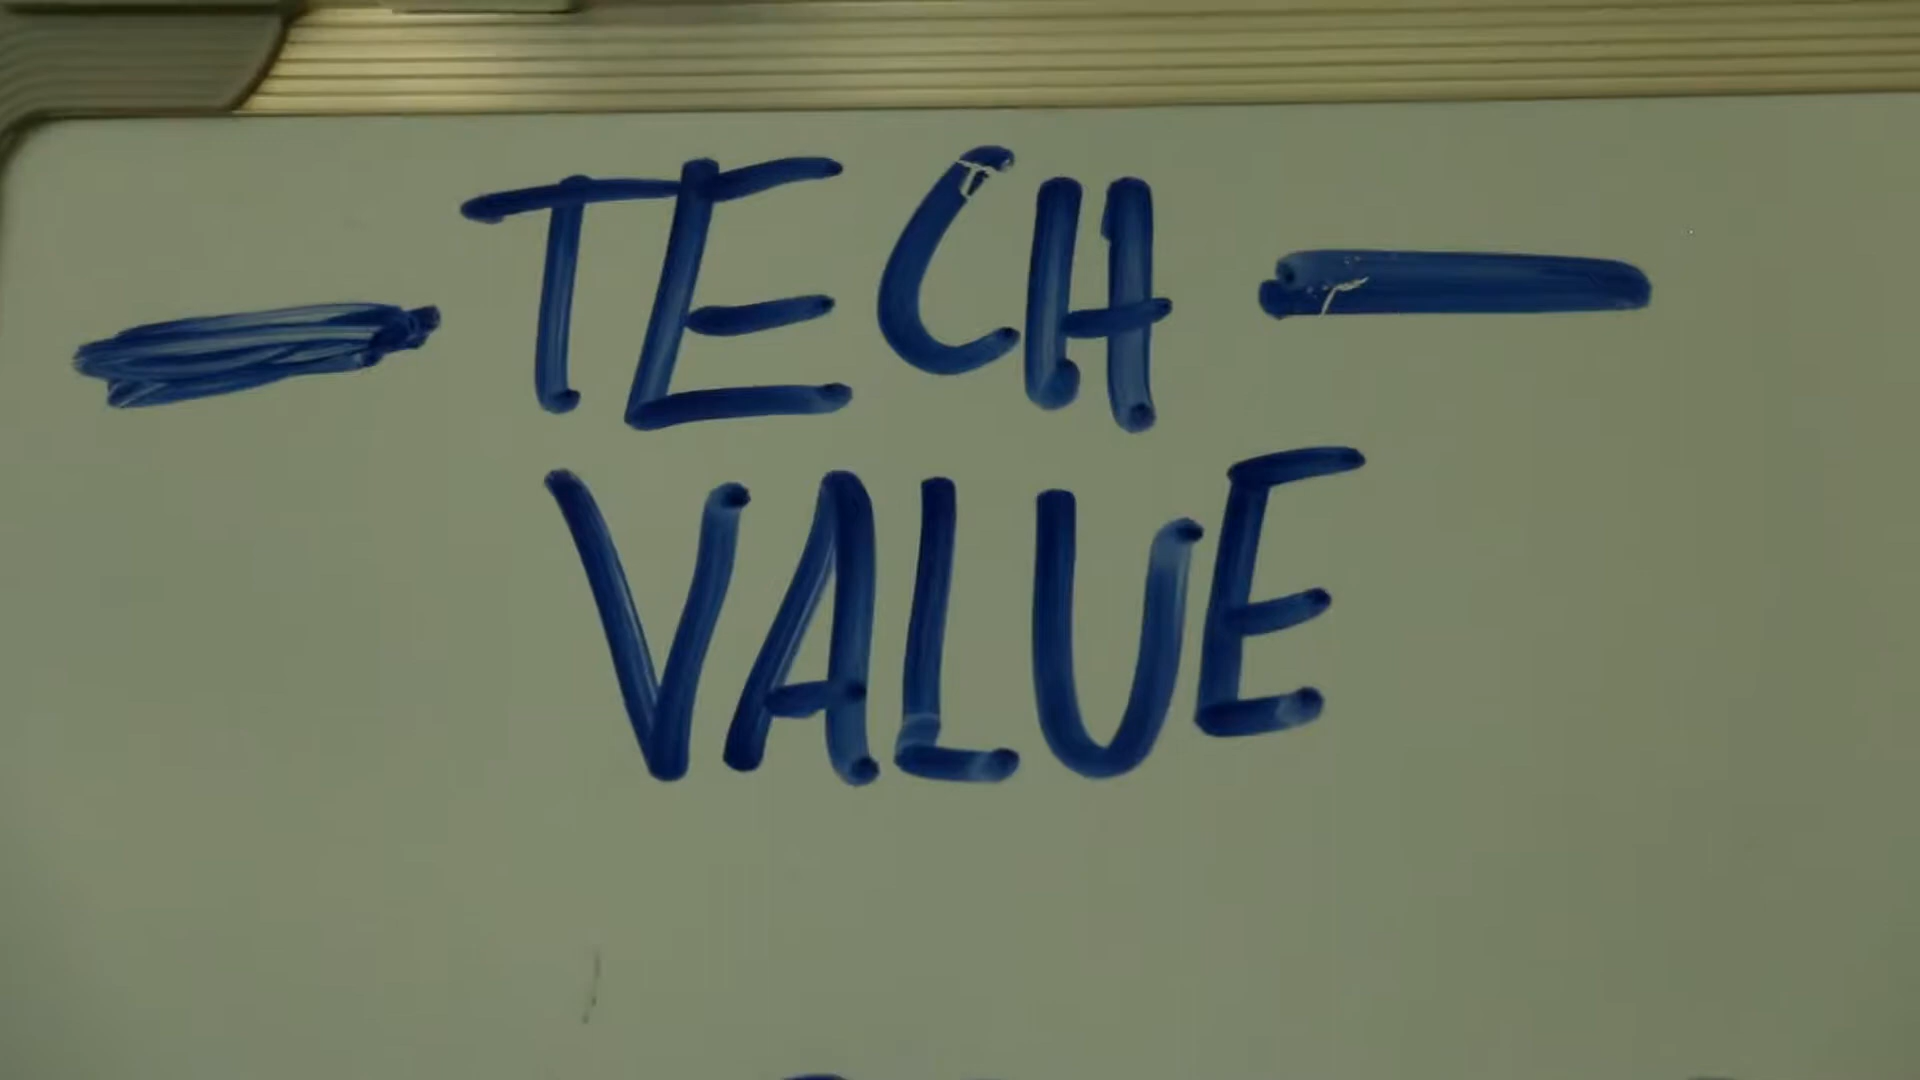 — TECH —
VALUE